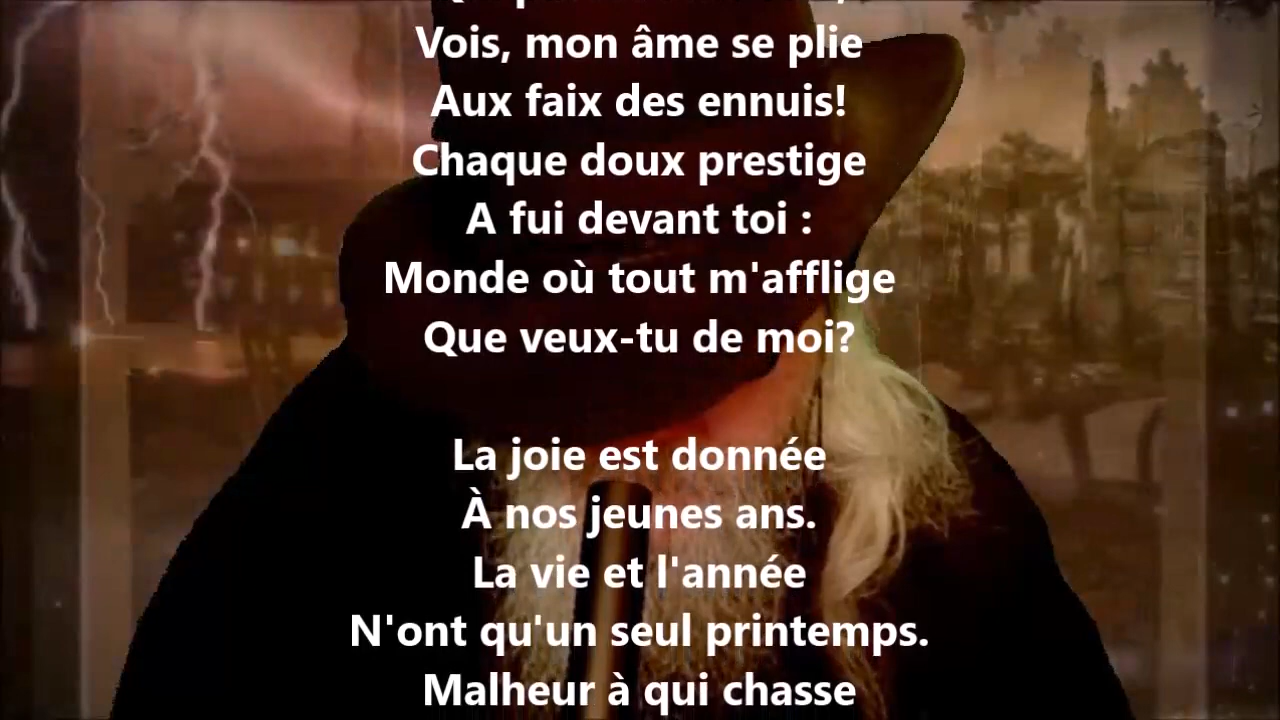 Vois, mon âme se plie
Aux faix des ennuis!
Chaque doux prestige
A fui devant toi :
Monde où tout m'afflige
Que veux-tu de moi?
La joie est donnée
À nos jeunes ans.
La vie et l'année
N'ont qu'un seul printemps.
Malheur à qui chasse